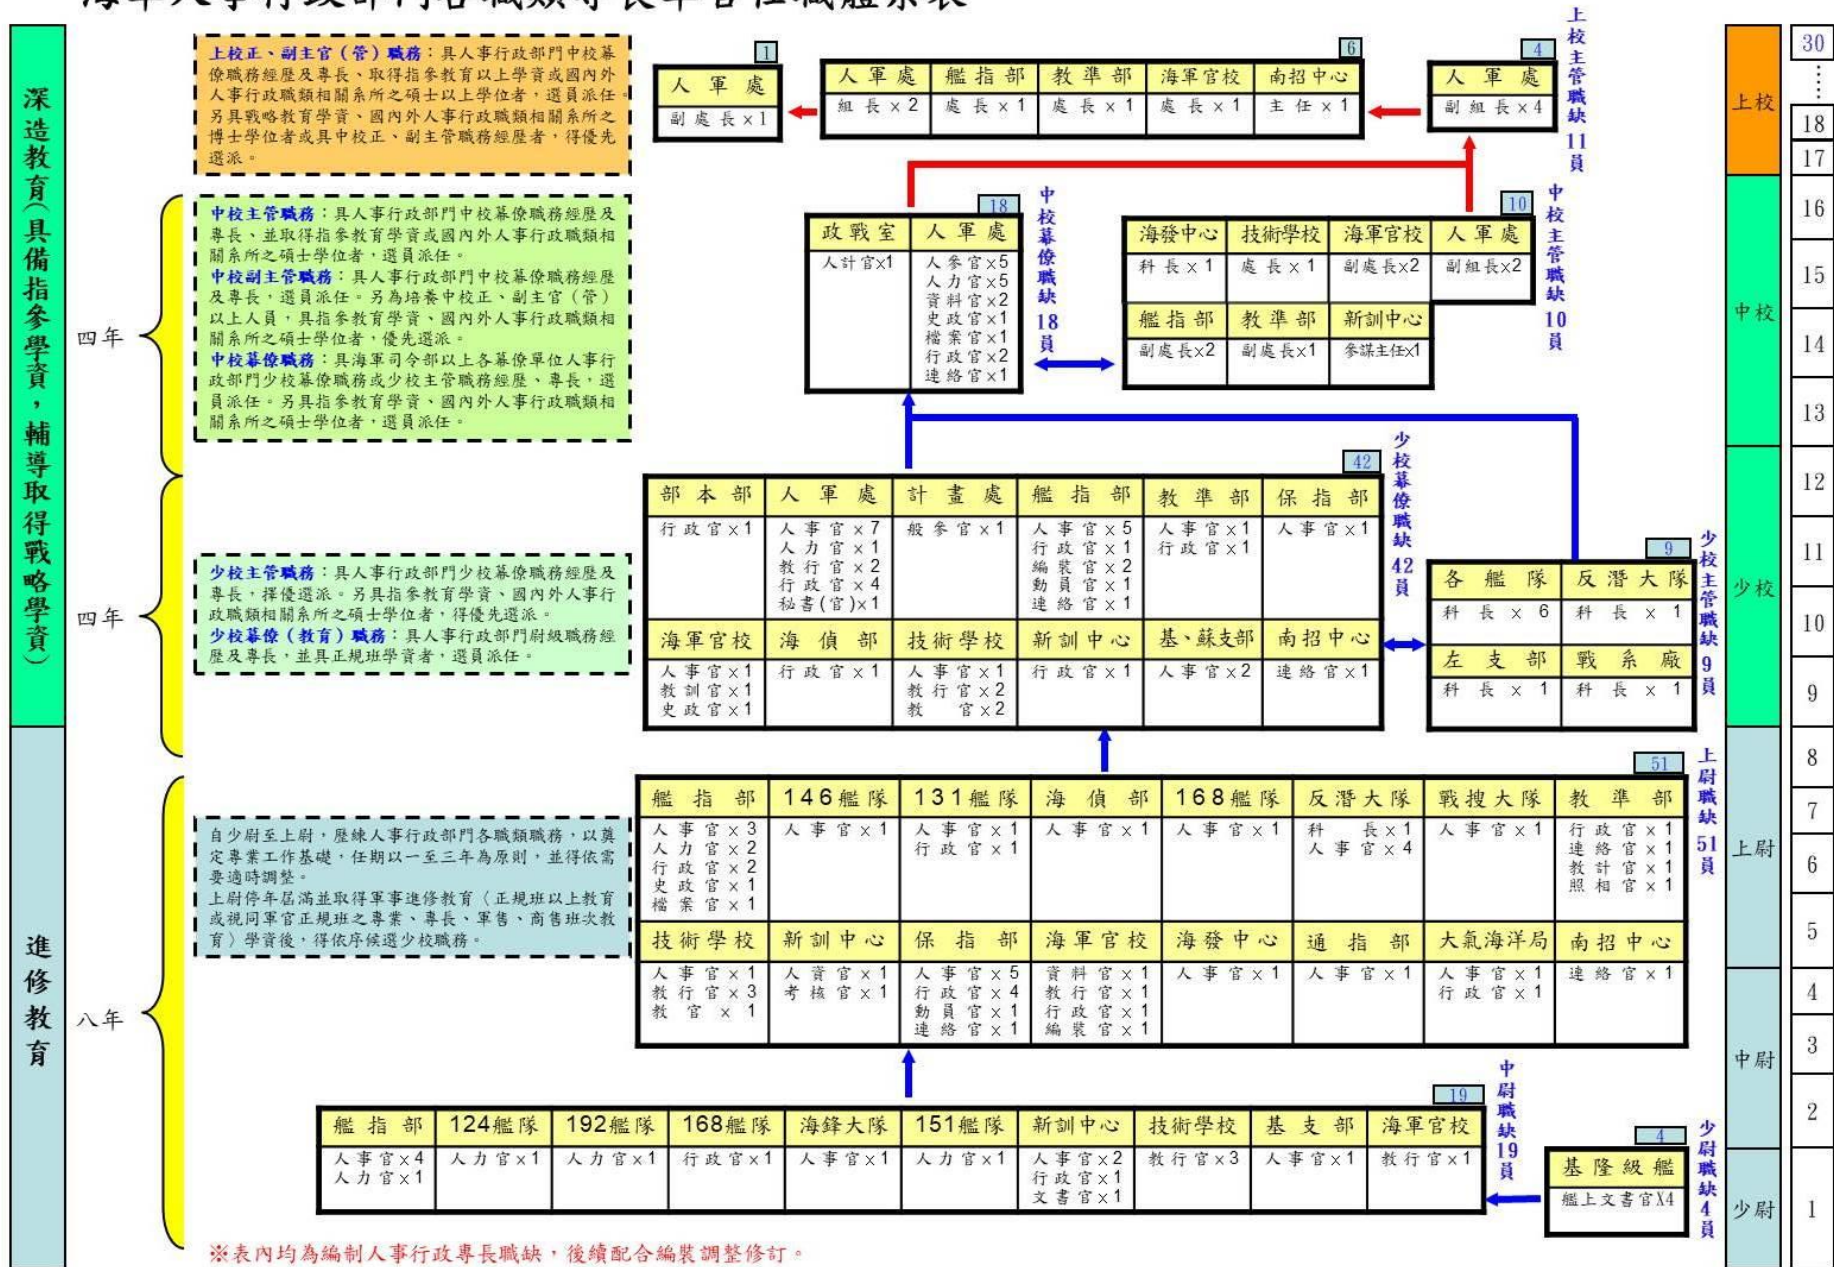 海軍人事行政部門各職類專長軍官任職體系表
深造教育(具備指參學資,輔導取得戰略學資)
進修教育
四年
四年
八年
上校正、副主官(管)職務:具人事行政部門中校幕
僚職務經歷及專長、取得指參教育以上學資或國內外
人事行政職類相關系所之碩士以上學位者,選員派任。
另具戰略教育學資、國內外人事行政職類相關系所之
博士學位者或具中校正、副主管職務經歷者,得優先
選派。
1
人軍處
副處長×1
6
人軍處 艦指部 教準部 海軍官校 南招中心
組長×2 處長×1 處長×1 處長×1 主任×1
4
人軍處
副組長×4
上校主管職缺11員
中校主管職務:具人事行政部門中校幕僚職務經歷及
專長、並取得指參教育學資或國內外人事行政職類相
關系所之碩士學位者,選員派任。
中校副主管職務:具人事行政部門中校幕僚職務經歷
及專長,選員派任。另為培養中校正、副主官(管)
以上人員,具指參教育學資、國內外人事行政職類相
關系所之碩士學位者,優先選派。
中校幕僚職務:具海軍司令部以上各幕僚單位人事行
政部門少校幕僚職務或少校主管職務經歷、專長,選
員派任。另具指參教育學資、國內外人事行政職類相
關系所之碩士學位者,選員派任。
18
政戰室 人軍處
人計官×1 人參官×5
人力官×5
資料官×2
史政官×1
檔案官×1
行政官×2
連絡官×1
中校幕僚職缺18員
10
海發中心 技術學校 海軍官校 人軍處
科長×1 處長×1 副處長×2 副組長×2
艦指部 教準部 新訓中心
副處長×2 副處長×1 參謀主任×1
中校主管職缺10員
少校主管職務:具人事行政部門少校幕僚職務經歷及
專長,擇優選派。另具指參教育學資、國內外人事行
政職類相關系所之碩士學位者,得優先選派。
少校幕僚(教育)職務:具人事行政部門尉級職務經
歷及專長,並具正規班學資者,選員派任。
42
部本部 人軍處 計畫處 艦指部 教準部 保指部
行政官×1 人事官×7 般參官×1 人事官×5 人事官×1 人事官×1
人力官×1 行政官×1 行政官×1
教行官×2 編裝官×2
行政官×4 動員官×1
秘書(官)×1 連絡官×1
海軍官校 海偵部 技術學校 新訓中心 基、蘇支部 南招中心
人事官×1 行政官×1 人事官×1 行政官×1 人事官×2 連絡官×1
教訓官×1 教行官×2
史政官×1 教官×2
少校幕僚職缺42員
9
各艦隊 反潛大隊
科長×6 科長×1
左支部 戰系廠
科長×1 科長×1
少校主管職缺9員
自少尉至上尉,歷練人事行政部門各職類職務,以奠
定專業工作基礎,任期以一至三年為原則,並得依需
要適時調整。
上尉停年屆滿並取得軍事進修教育(正規班以上教育
或視同軍官正規班之專業、專長、軍售、商售班次教
育)學資後,得依序候選少校職務。
51
艦指部 146艦隊 131艦隊 海偵部 168艦隊 反潛大隊 戰搜大隊 教準部
人事官×3 人事官×1 人事官×1 人事官×1 人事官×1 科長×1 人事官×1 行政官×1
人力官×2 行政官×1 人事官×4 連絡官×1
行政官×2 教計官×1
史政官×1 照相官×1
檔案官×1
技術學校 新訓中心 保指部 海軍官校 海發中心 通指部 大氣海洋局 南招中心
人事官×1 人資官×1 人事官×5 資料官×1 人事官×1 人事官×1 人事官×1 連絡官×1
教行官×3 考核官×1 行政官×4 教行官×1 行政官×1
教官×1 動員官×1 行政官×1
連絡官×1 編裝官×1
上尉職缺51員
19
艦指部 124艦隊 192艦隊 168艦隊 海鋒大隊 151艦隊 新訓中心 技術學校 基支部 海軍官校
人事官×4 人力官×1 人力官×1 行政官×1 人事官×1 人力官×1 人事官×2 教行官×3 人事官×1 教行官×1
人力官×1 行政官×1
文書官×1
中尉職缺19員
4
基隆級艦
艦上文書官X4
少尉職缺4員
※表內均為編制人事行政專長職缺,後續配合編裝調整修訂。
上校
中校
少校
上尉
中尉
少尉
30
⋮
18
17
16
15
14
13
12
11
10
9
8
7
6
5
4
3
2
1